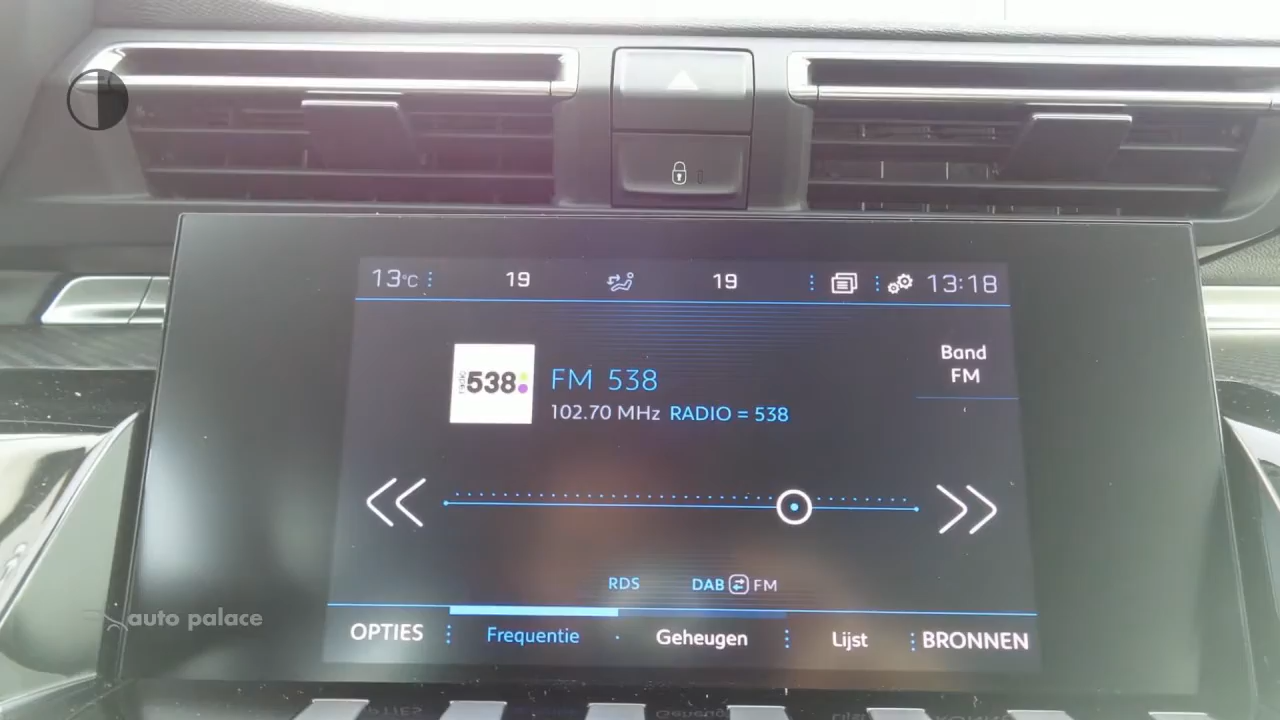 13°C 19 19 13:18
radio 538
FM 538
102.70 MHz RADIO = 538
Band
FM
RDS DAB FM
OPTIES Frequentie Geheugen Lijst BRONNEN
auto palace